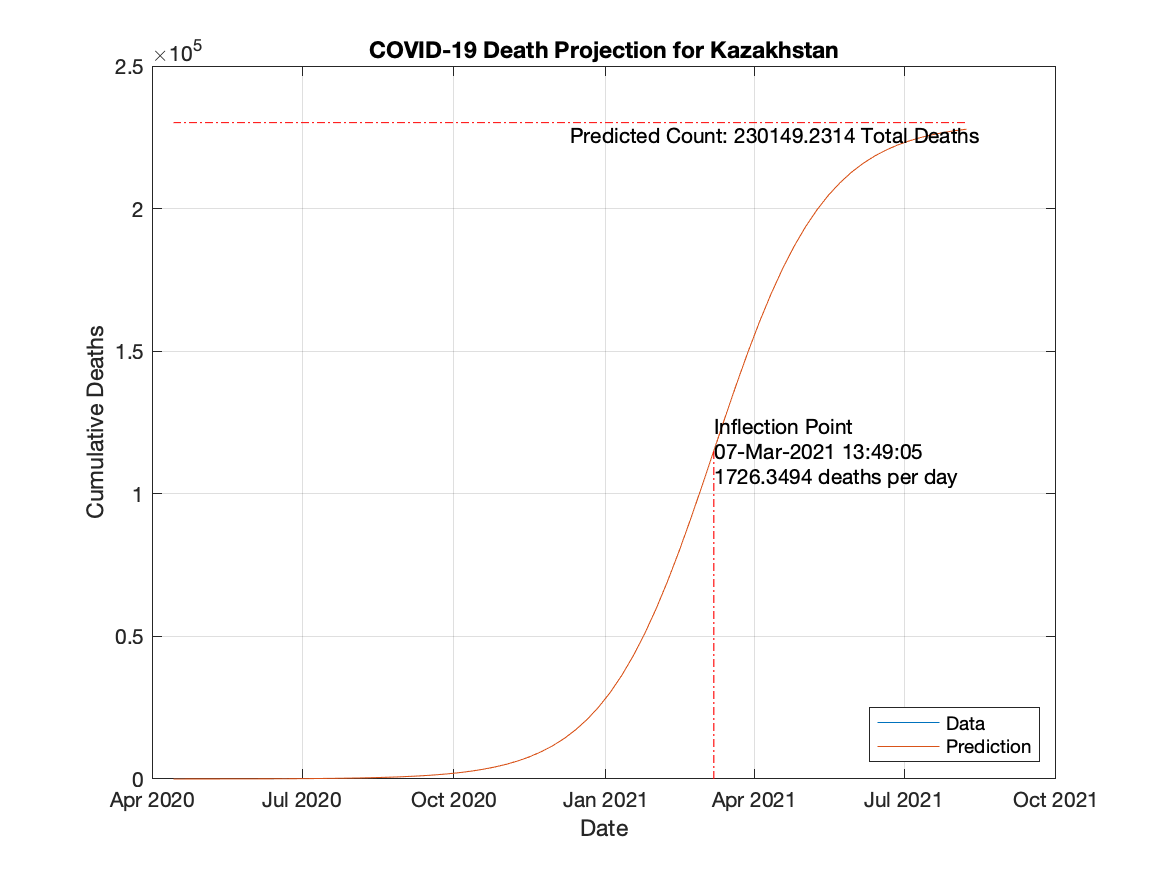 COVID-19 Death Projection for Kazakhstan
×10^5
2.5
Predicted Count: 230149.2314 Total Deaths
2
1.5
Inflection Point
07-Mar-2021 13:49:05
1726.3494 deaths per day
1
0.5
0
Cumulative Deaths
Data
Prediction
Apr 2020 Jul 2020 Oct 2020 Jan 2021 Apr 2021 Jul 2021 Oct 2021
Date